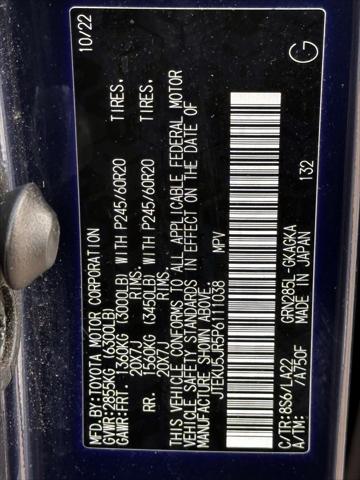 MFD.BY:TOYOTA MOTOR CORPORATION 10/22
GVWR:2855KG (6300LB)
GAWR:FRT. 1360KG (3000LB) WITH P245/60R20 TIRES,
20X7J RIMS.
RR. 1560KG (3450LB) WITH P245/60R20 TIRES,
20X7J RIMS.
THIS VEHICLE CONFORMS TO ALL APPLICABLE FEDERAL MOTOR
VEHICLE SAFETY STANDARDS IN EFFECT ON THE DATE OF
MANUFACTURE SHOWN ABOVE.
JTEKU5JR5P6111038 MPV
C/TR:8S6/LA22 GRN285L-GKAGKA
A/TM: /A750F MADE IN JAPAN 132
G